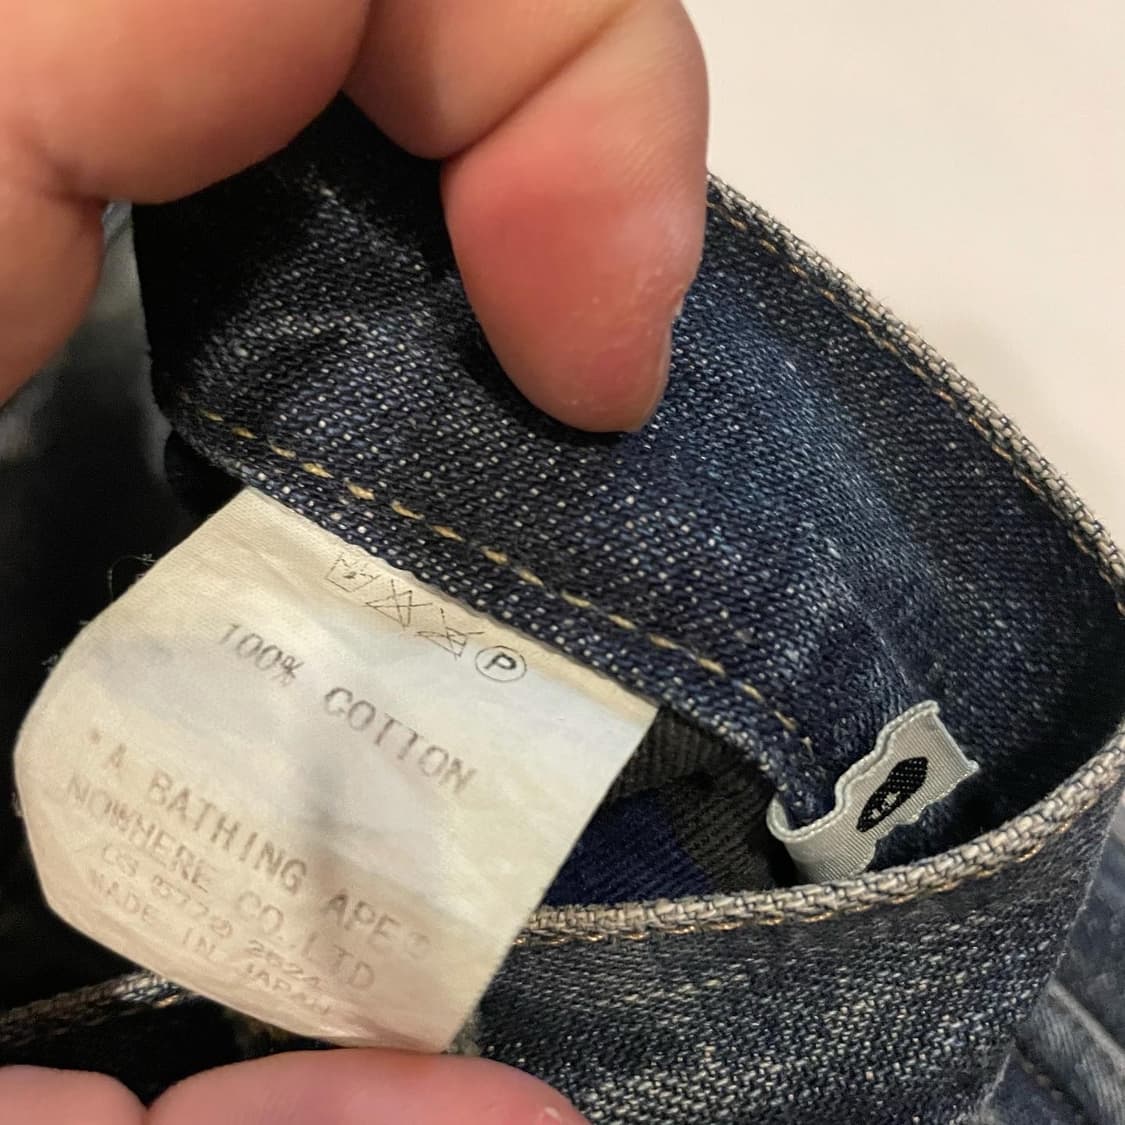 P
100% COTTON
*A BATHING APE®
NOWHERE CO.,LTD
MADE IN JAPAN